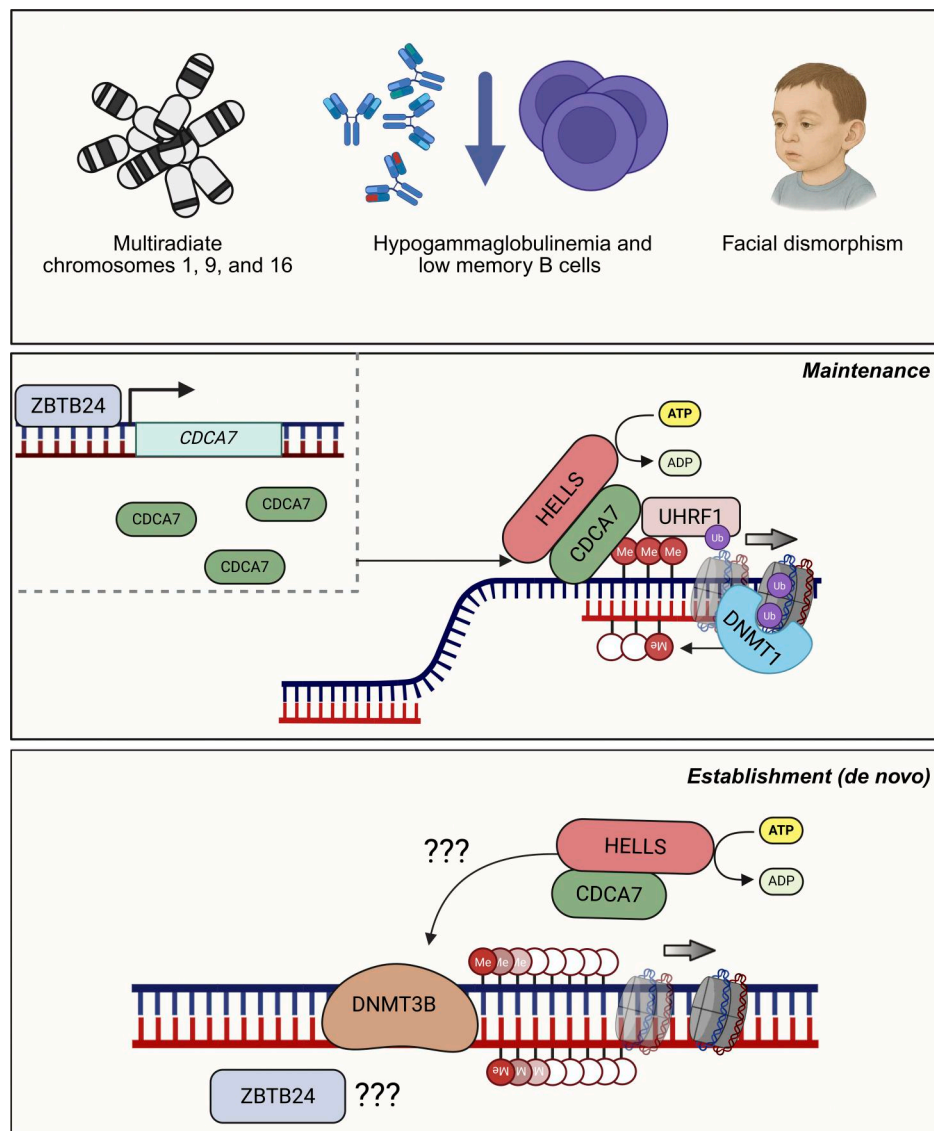 Multiradiate
chromosomes 1, 9, and 16
Hypogammaglobulinemia and
low memory B cells
Facial dismorphism
Maintenance
ZBTB24
CDCA7
CDCA7
CDCA7
CDCA7
HELLS
CDCA7
ATP
ADP
UHRF1
Ub
Me Me Me
Ub
Ub
DNMT1
Me
Establishment (de novo)
???
HELLS
CDCA7
ATP
ADP
Me Me Me
DNMT3B
Me M M
ZBTB24 ???